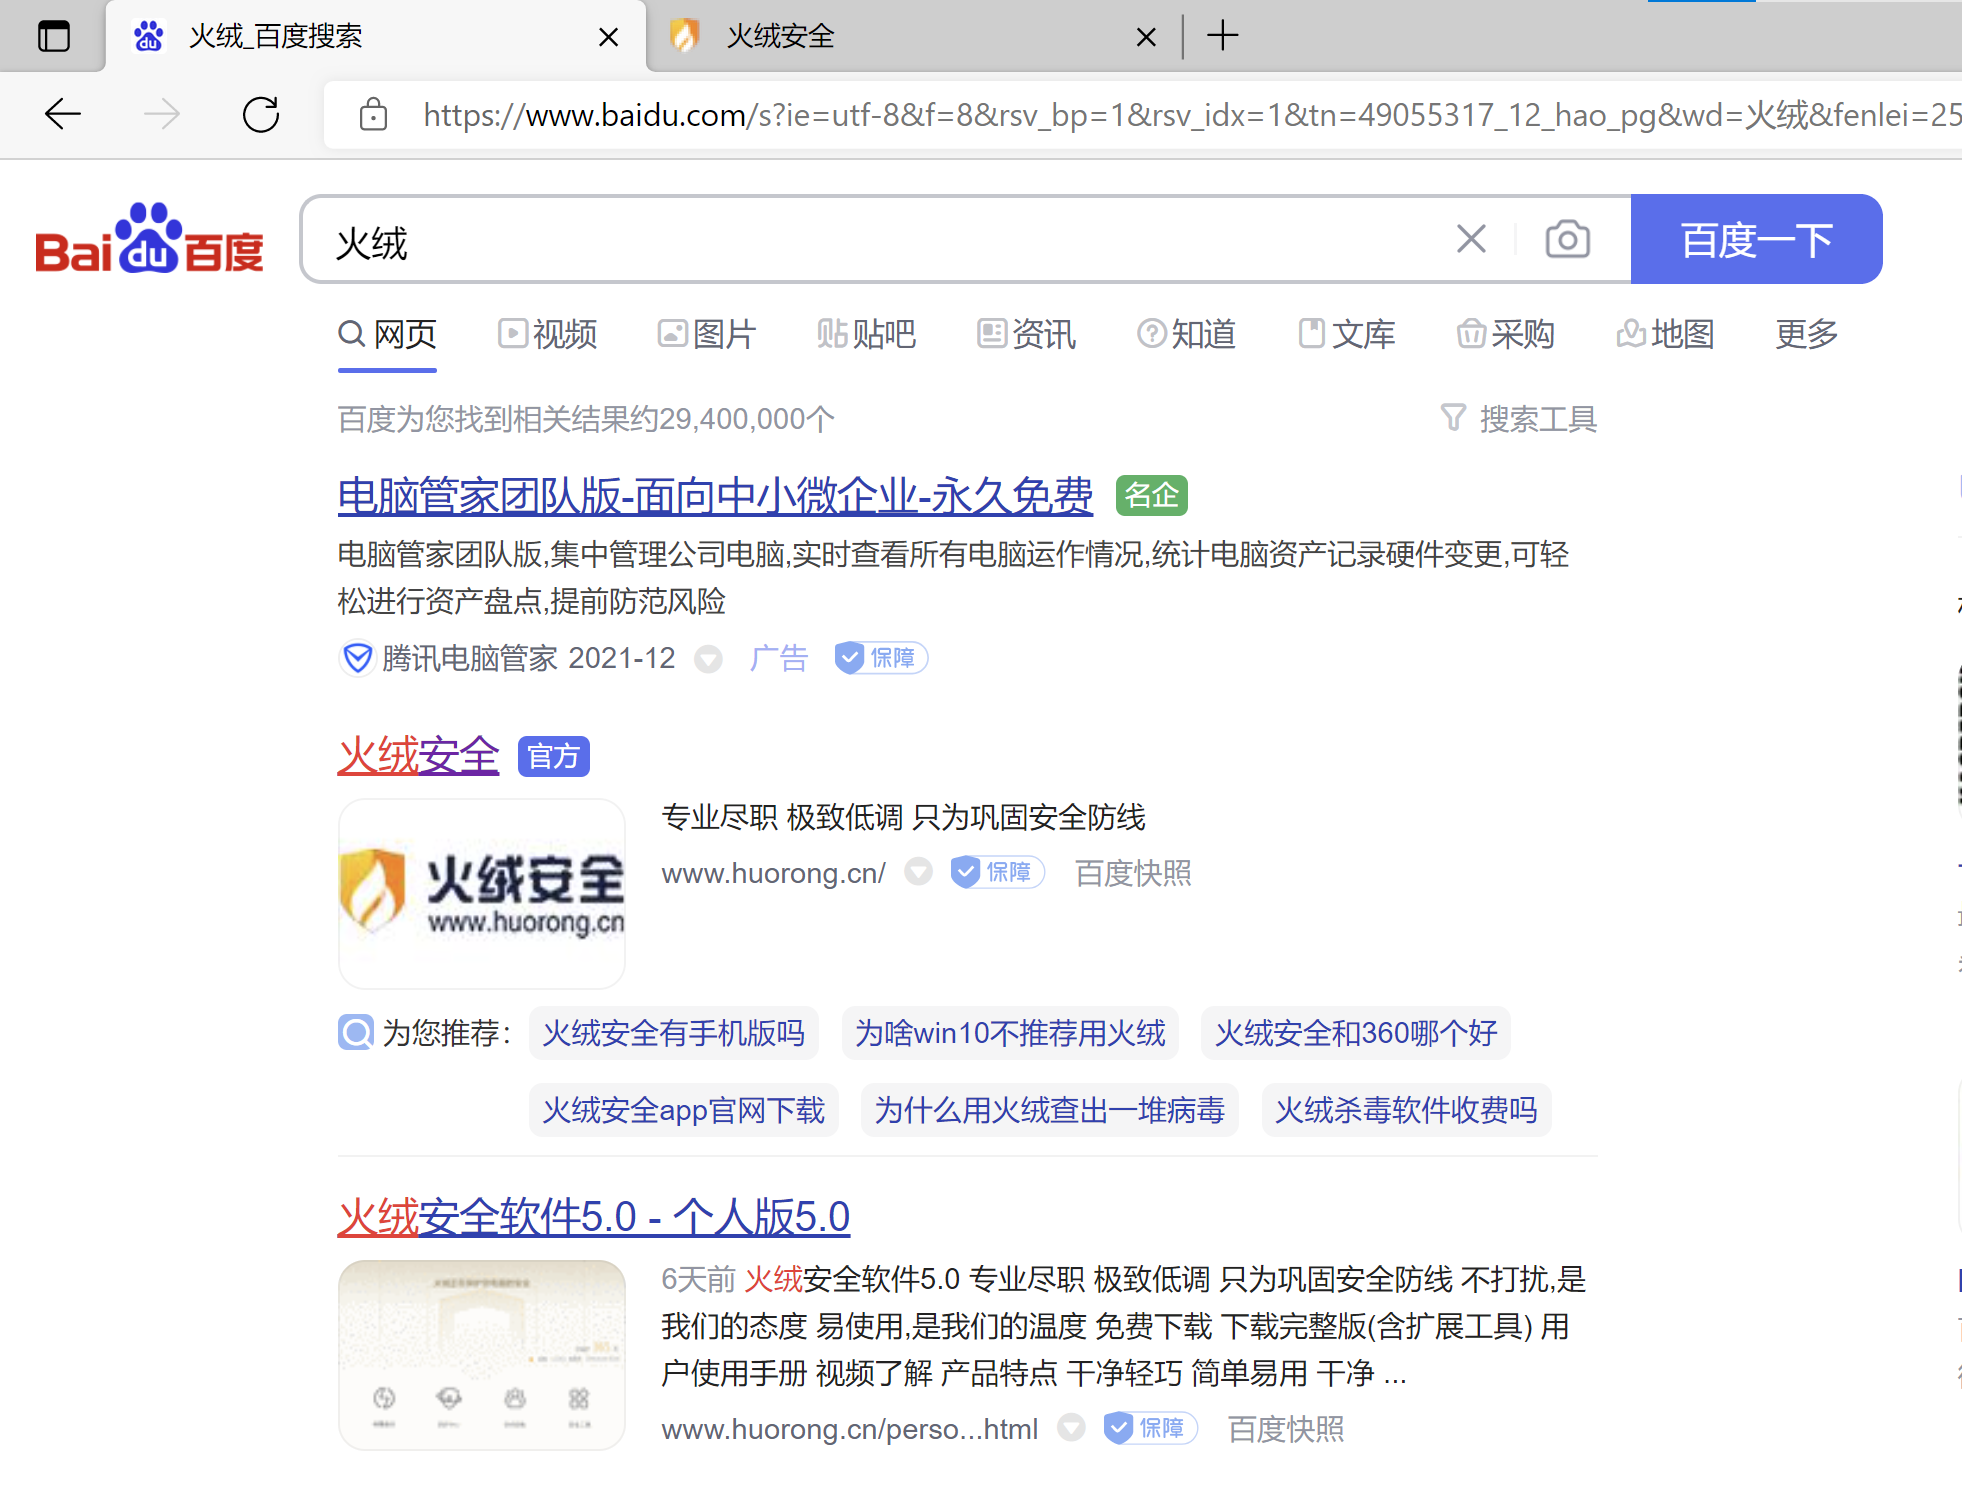 火绒_百度搜索
火绒安全
https://www.baidu.com/s?ie=utf-8&f=8&rsv_bp=1&rsv_idx=1&tn=49055317_12_hao_pg&wd=火绒&fenlei=25
Bai du 百度
火绒
百度一下
网页 视频 图片 贴 贴吧 资讯 知道 文库 采购 地图 更多
百度为您找到相关结果约29,400,000个 搜索工具
电脑管家团队版-面向中小微企业-永久免费 名企
电脑管家团队版,集中管理公司电脑,实时查看所有电脑运作情况,统计电脑资产记录硬件变更,可轻
松进行资产盘点,提前防范风险
腾讯电脑管家 2021-12 广告 保障
火绒安全 官方
火绒安全
www.huorong.cn
专业尽职 极致低调 只为巩固安全防线
www.huorong.cn/ 保障 百度快照
为您推荐: 火绒安全有手机版吗 为啥win10不推荐用火绒 火绒安全和360哪个好
火绒安全app官网下载 为什么用火绒查出一堆病毒 火绒杀毒软件收费吗
火绒安全软件5.0 - 个人版5.0
6天前 火绒安全软件5.0 专业尽职 极致低调 只为巩固安全防线 不打扰,是
我们的态度 易使用,是我们的温度 免费下载 下载完整版(含扩展工具) 用
户使用手册 视频了解 产品特点 干净轻巧 简单易用 干净 ...
www.huorong.cn/perso...html 保障 百度快照